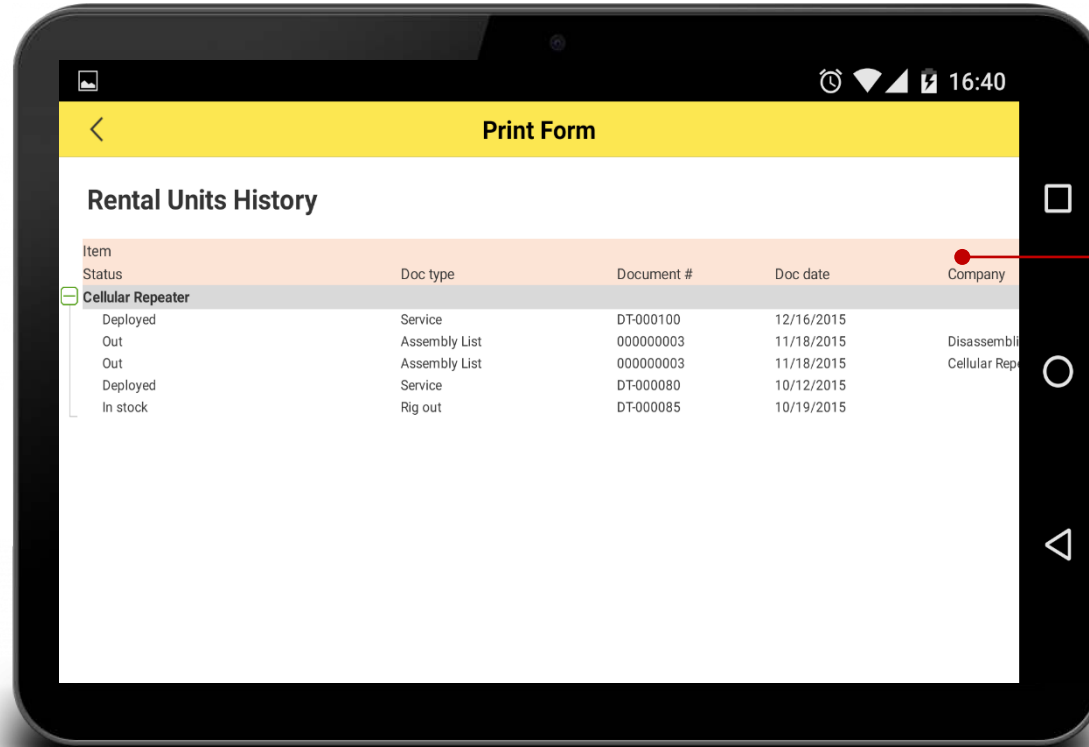 16:40
Print Form
Rental Units History
Item
Status Doc type Document # Doc date Company
Cellular Repeater
Deployed Service DT-000100 12/16/2015
Out Assembly List 000000003 11/18/2015
Out Assembly List 000000003 11/18/2015 Cellular
Deployed Service DT-000080 10/12/2015
In stock Rig out DT-000085 10/19/2015